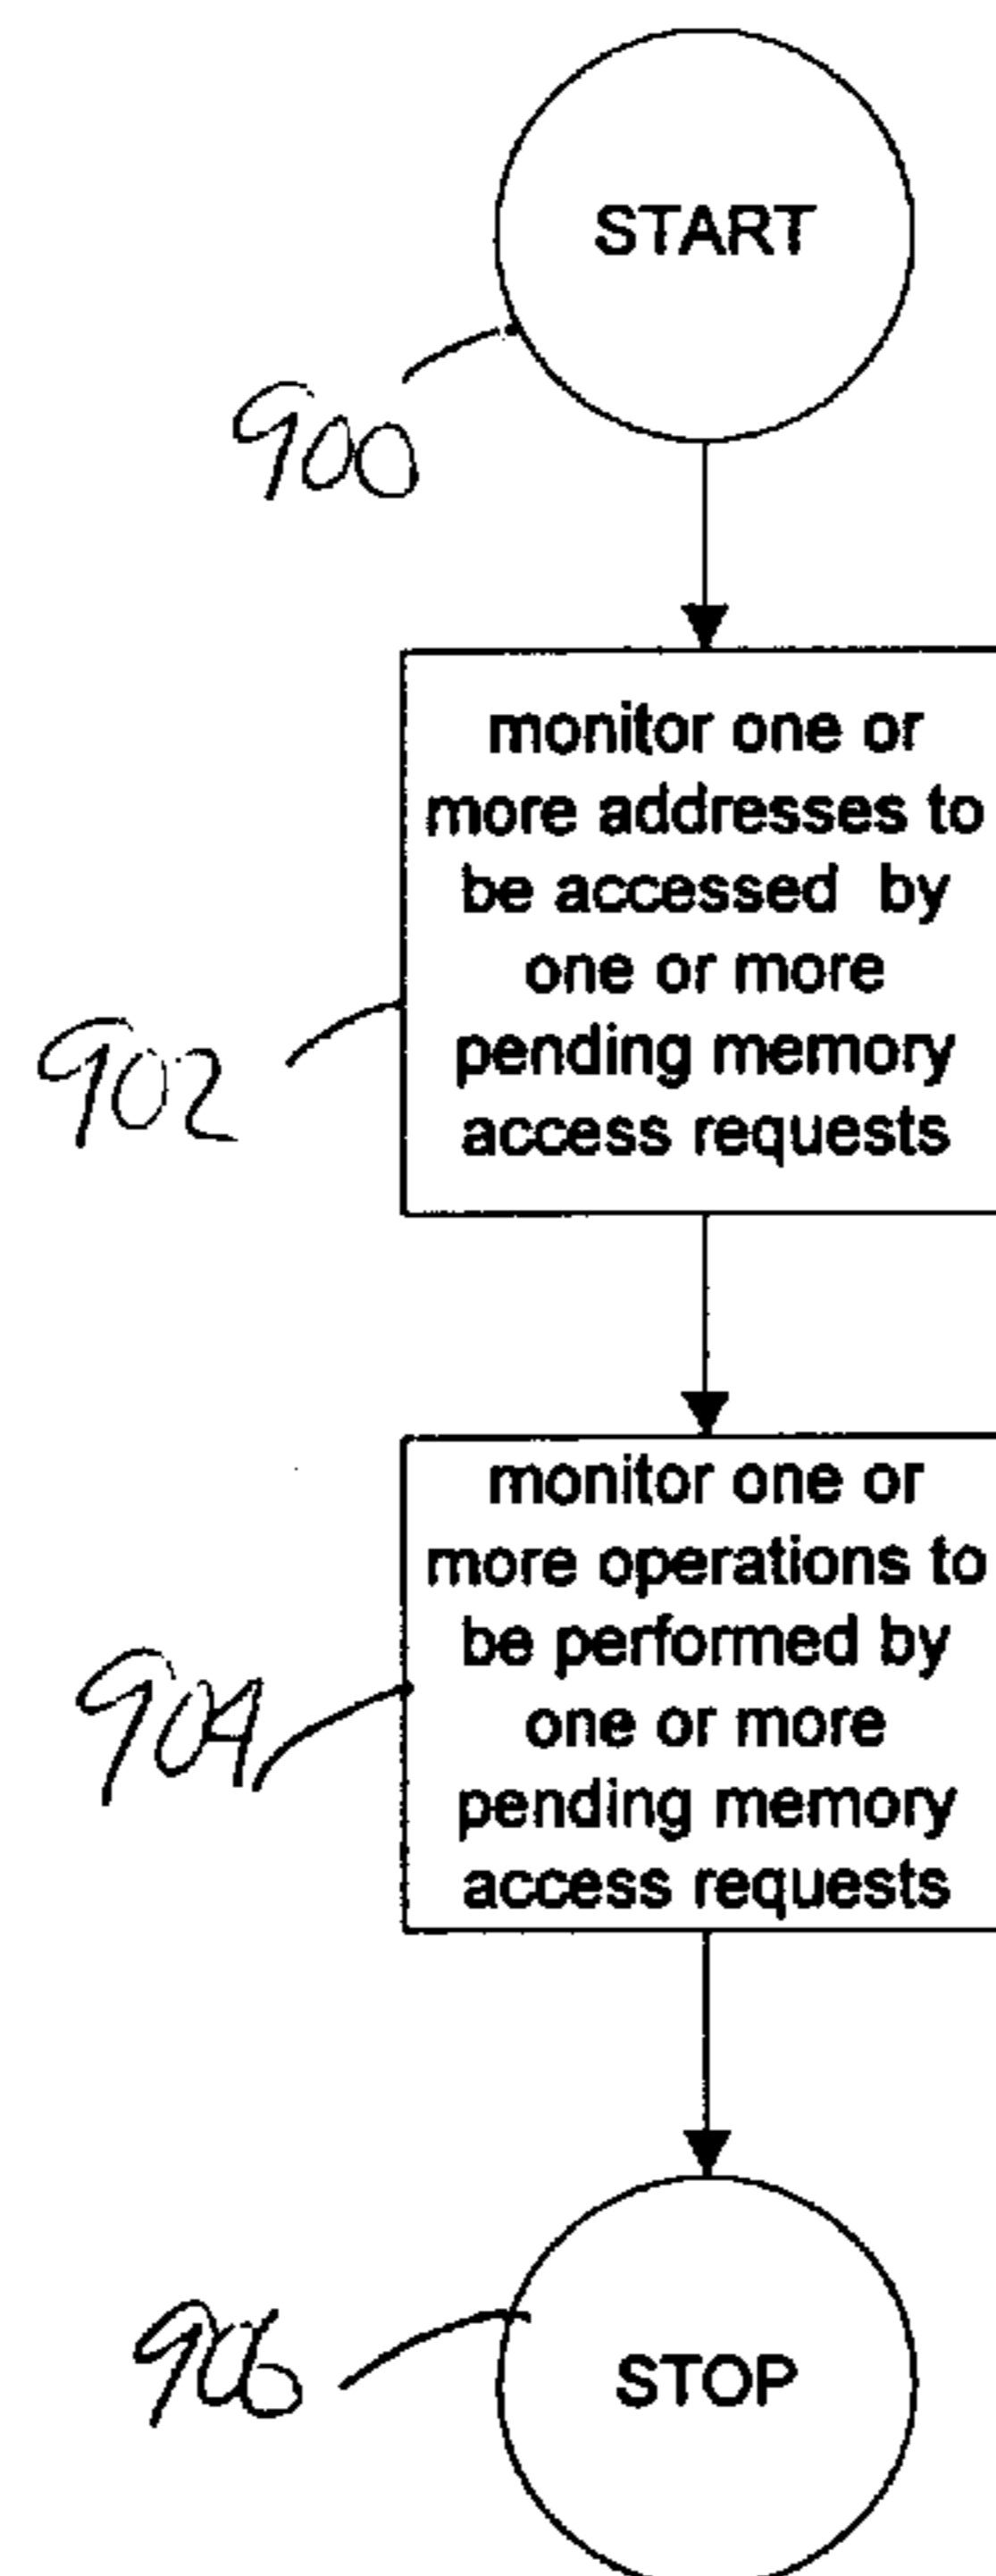 START
900
monitor one or
more addresses to
be accessed by
one or more
pending memory
access requests
902
monitor one or
more operations to
be performed by
one or more
pending memory
access requests
904
906
STOP